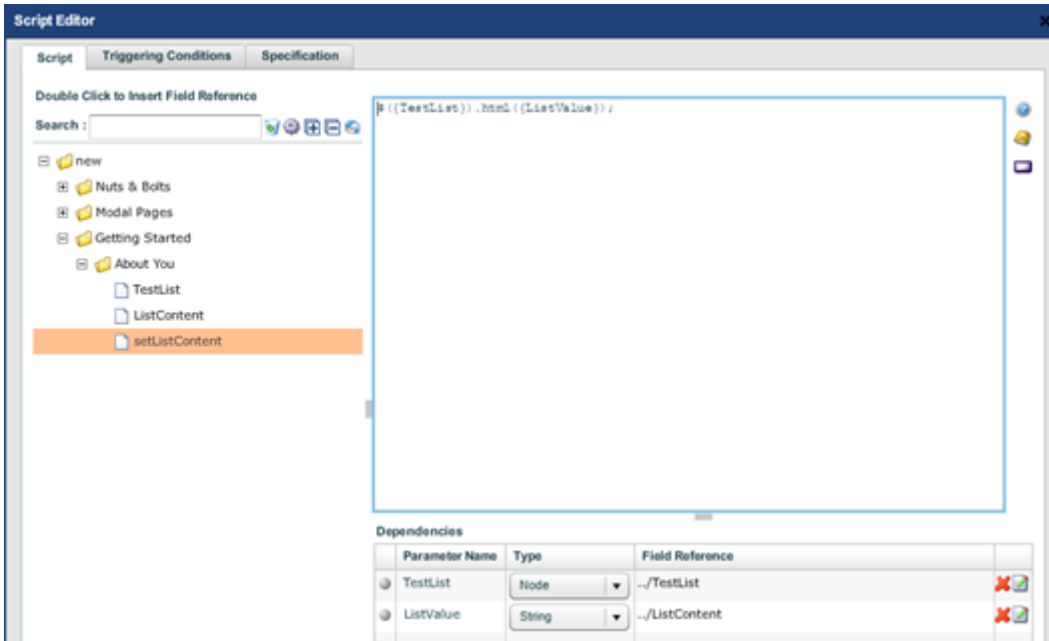 Script Editor
Script Triggering Conditions Specification
Double Click to Insert Field Reference
Search :
new
Nuts & Bolts
Modal Pages
Getting Started
About You
TestList
ListContent
setListContent
$({TestList}).html({ListValue});
Dependencies
Parameter Name Type Field Reference
TestList Node ../TestList
ListValue String ../ListContent